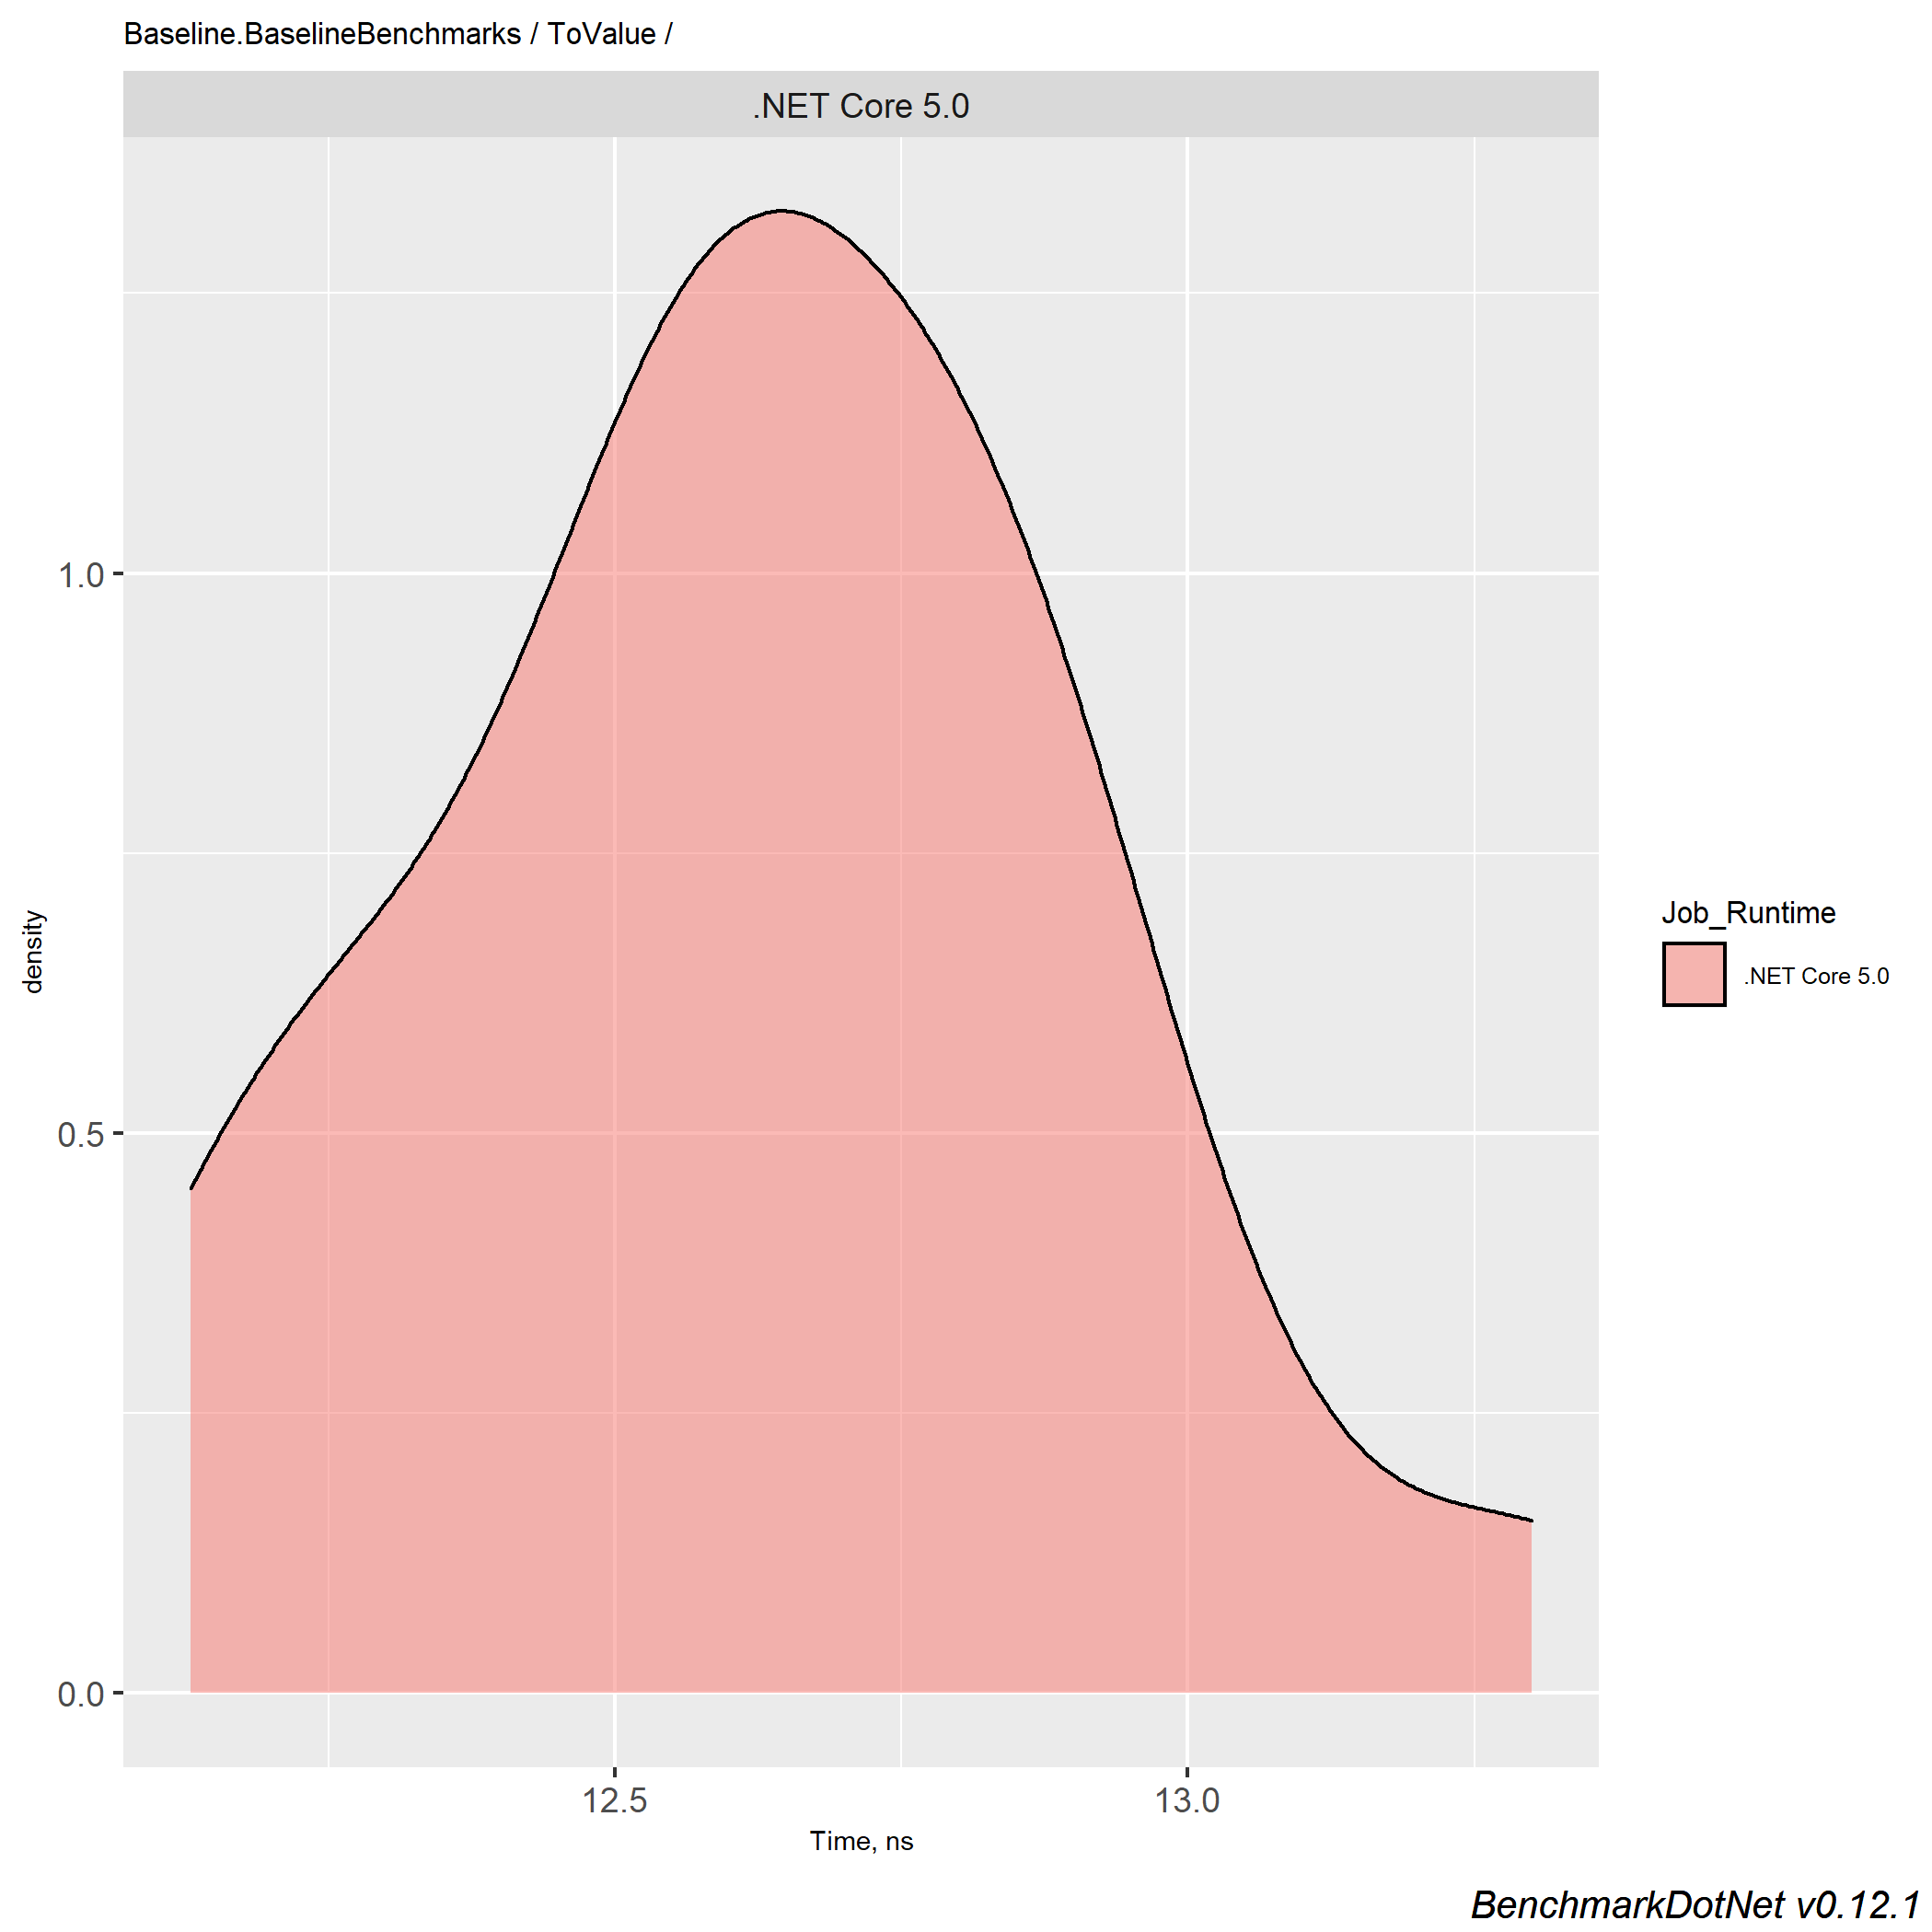 Baseline.BaselineBenchmarks / ToValue /
.NET Core 5.0
1.0
0.5
0.0
density
12.5
13.0
Time, ns
Job_Runtime
.NET Core 5.0
BenchmarkDotNet v0.12.1